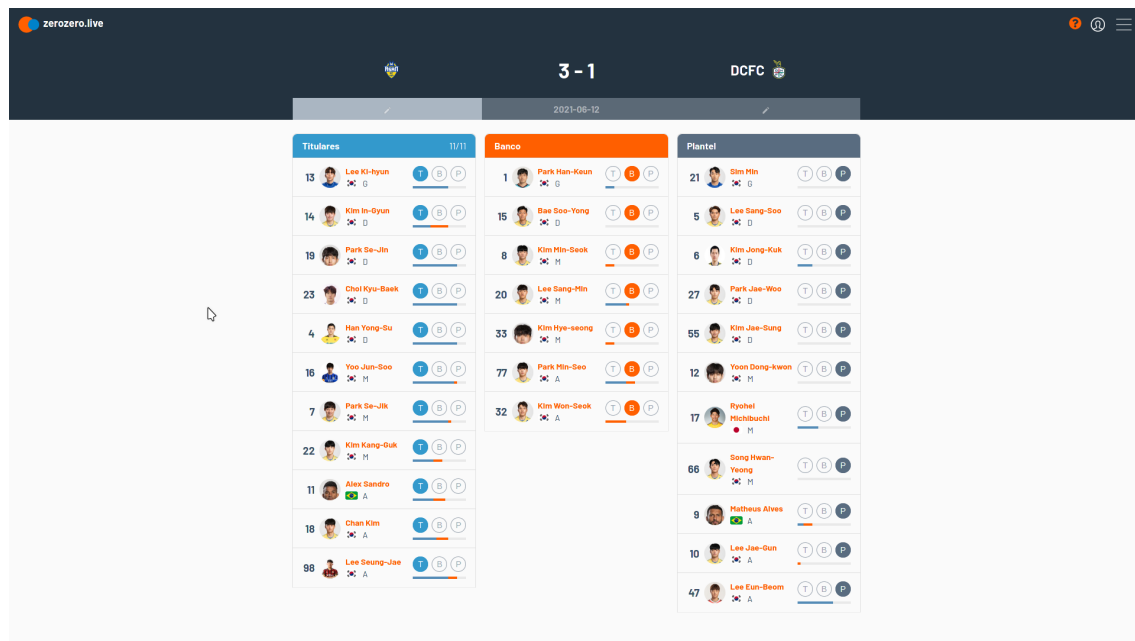 zerozero.live
?
3 - 1
DCFC
2021-06-12
Titulares 11/11
13 Lee Ki-hyun T B P
G
14 Kim In-Gyun T B P
D
19 Park Se-Jin T B P
D
23 Choi Kyu-Baek T B P
D
4 Han Yong-Su T B P
D
16 Yoo Jun-Soo T B P
M
7 Park Se-Jik T B P
M
22 Kim Kang-Guk T B P
M
11 Alex Sandro T B P
A
18 Chan Kim T B P
A
98 Lee Seung-Jae T B P
A
Banco
1 Park Han-Keun T B P
G
15 Bae Soo-Yong T B P
D
8 Kim Min-Seok T B P
M
20 Lee Sang-Min T B P
M
33 Kim Hye-seong T B P
M
77 Park Min-Seo T B P
A
32 Kim Won-Seok T B P
A
Plantel
21 Sim Min T B P
G
5 Lee Sang-Soo T B P
D
6 Kim Jong-Kuk T B P
D
27 Park Jae-Woo T B P
D
55 Kim Jae-Sung T B P
D
12 Yoon Dong-kwon T B P
M
Ryohei
17 Michibuchi T B P
M
Song Hwan-
66 Yeong T B P
M
9 Matheus Alves T B P
A
10 Lee Jae-Gun T B P
A
47 Lee Eun-Beom T B P
A